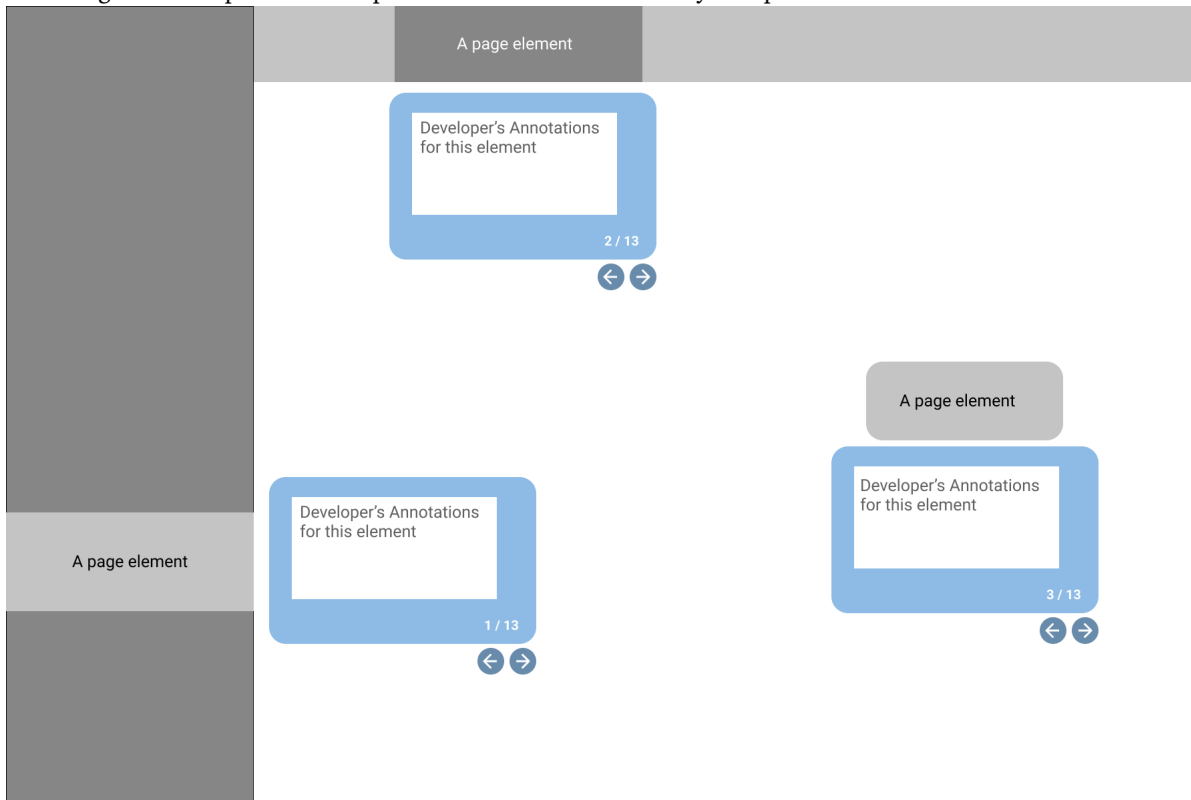 A page element
Developer's Annotations
for this element
2 / 13
A page element
Developer's Annotations
for this element
3 / 13
A page element
Developer's Annotations
for this element
1 / 13